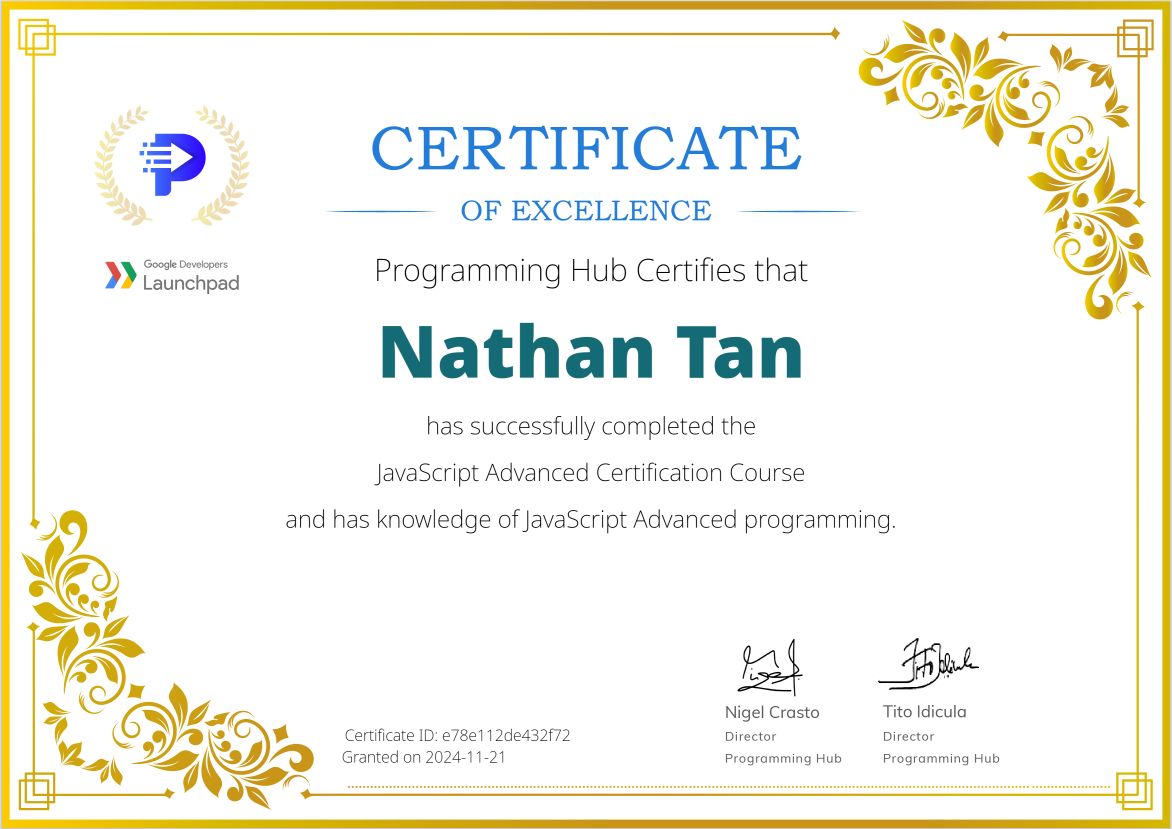 CERTIFICATE
OF EXCELLENCE
Google Developers
Launchpad
Programming Hub Certifies that
Nathan Tan
has successfully completed the
JavaScript Advanced Certification Course
and has knowledge of JavaScript Advanced programming.
Nigel Crasto
Director
Programming Hub
Tito Idicula
Director
Programming Hub
Certificate ID: e78e112de432f72
Granted on 2024-11-21